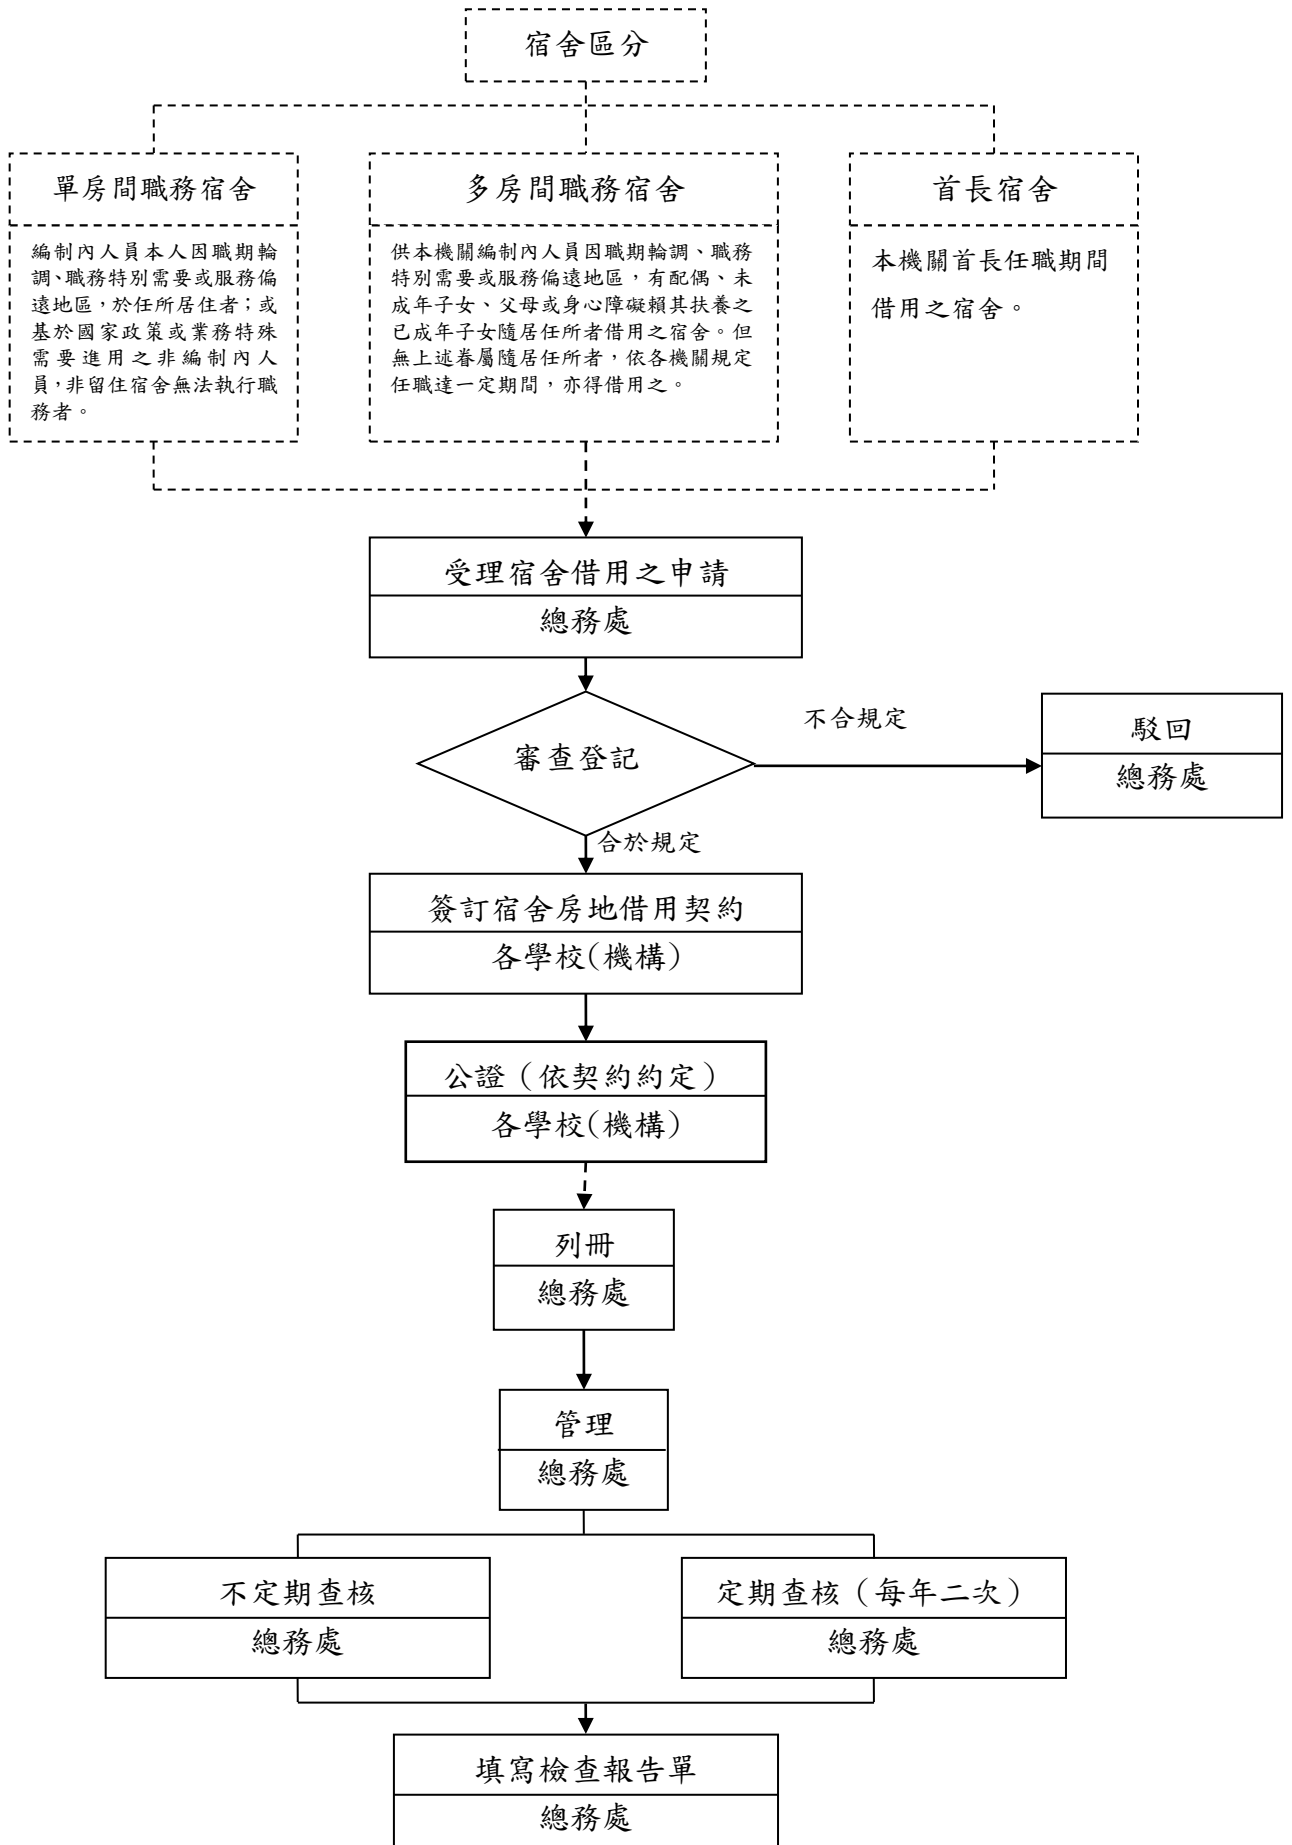 宿舍區分
單房間職務宿舍
編制內人員本人因職期輪
調、職務特別需要或服務偏
遠地區，於任所居住者；或
基於國家政策或業務特殊
需要進用之非編制內人
員，非留住宿舍無法執行職
務者。
多房間職務宿舍
供本機關編制內人員因職期輪調、職務
特別需要或服務偏遠地區，有配偶、未
成年子女、父母或身心障礙賴其扶養之
已成年子女隨居任所者借用之宿舍。但
無上述眷屬隨居任所者，依各機關規定
任職達一定期間，亦得借用之。
首長宿舍
本機關首長任職期間
借用之宿舍。
受理宿舍借用之申請
總務處
審查登記
不合規定
駁回
總務處
合於規定
簽訂宿舍房地借用契約
各學校(機構)
公證（依契約約定）
各學校(機構)
列冊
總務處
管理
總務處
不定期查核
總務處
定期查核（每年二次）
總務處
填寫檢查報告單
總務處